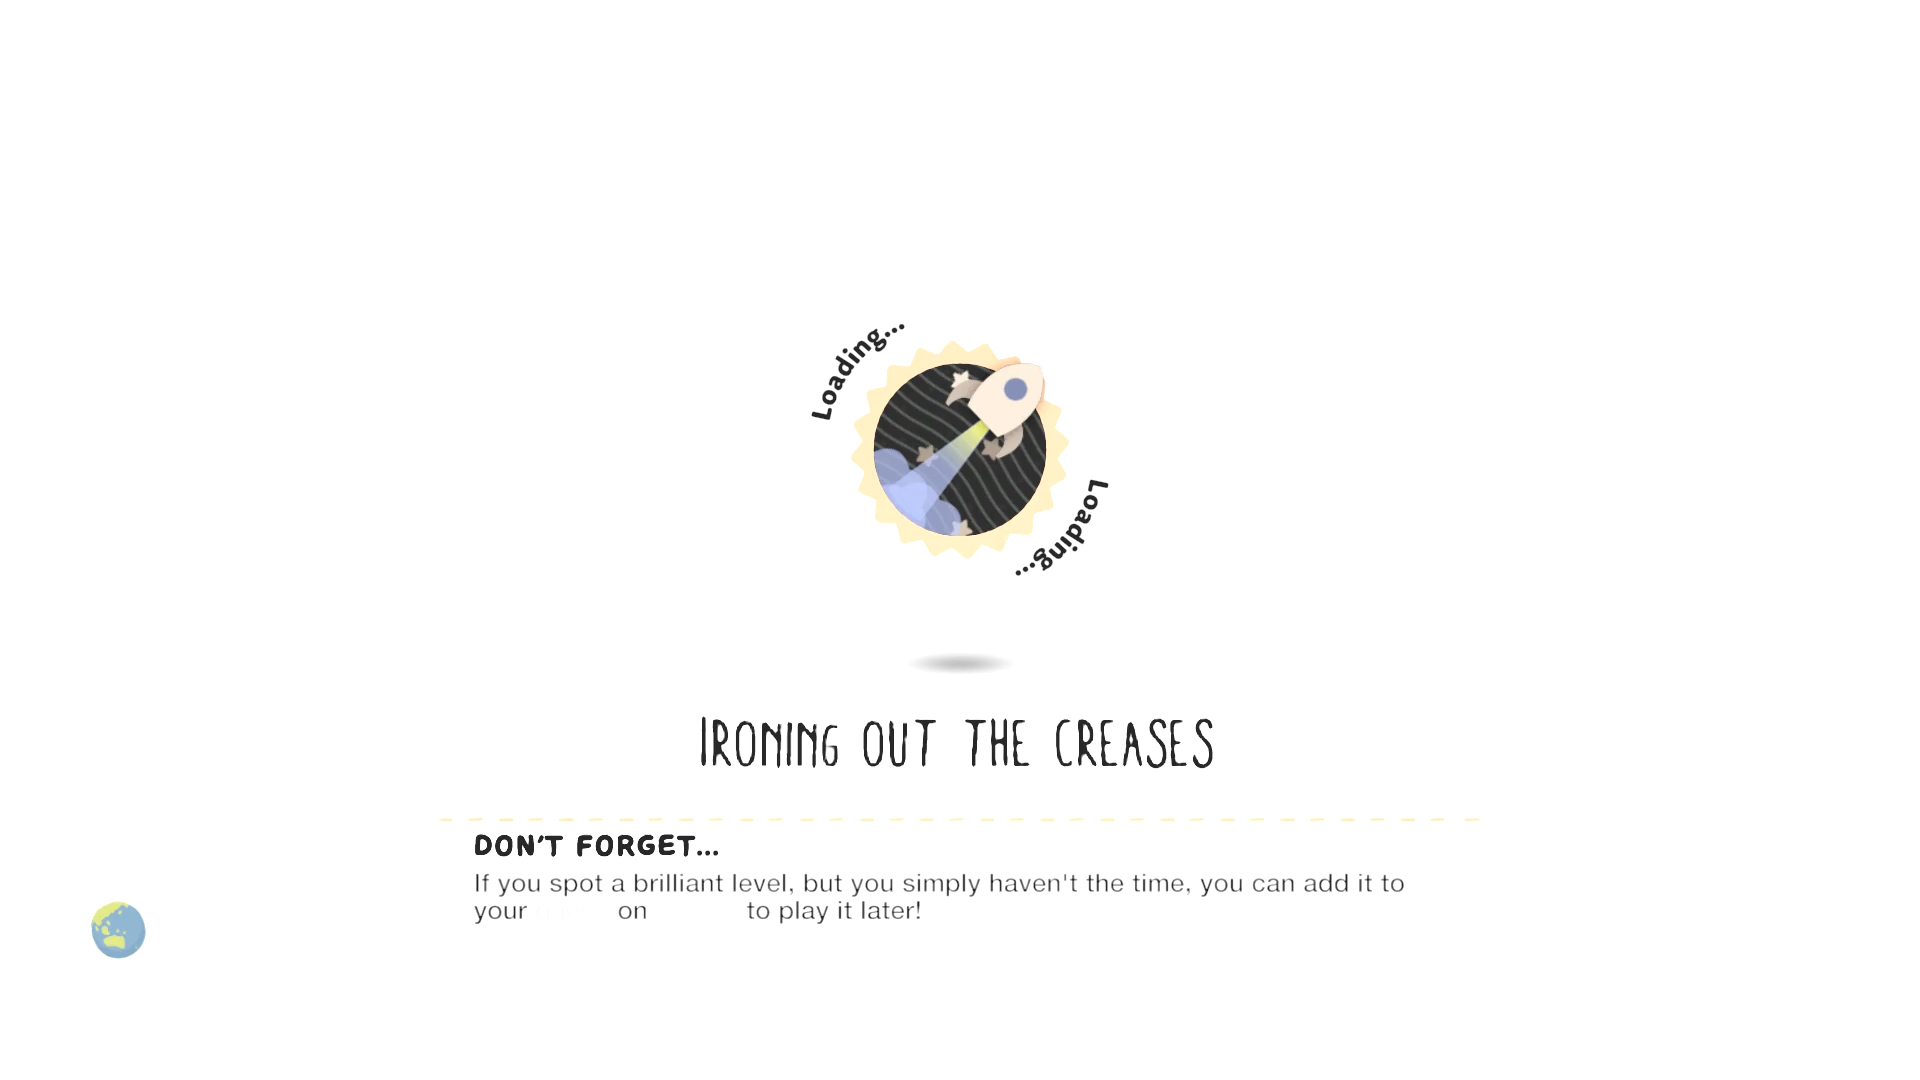 Loading...
Loading...
IRONING OUT THE CREASES
DON'T FORGET...
If you spot a brilliant level, but you simply haven't the time, you can add it to
your on to play it later!